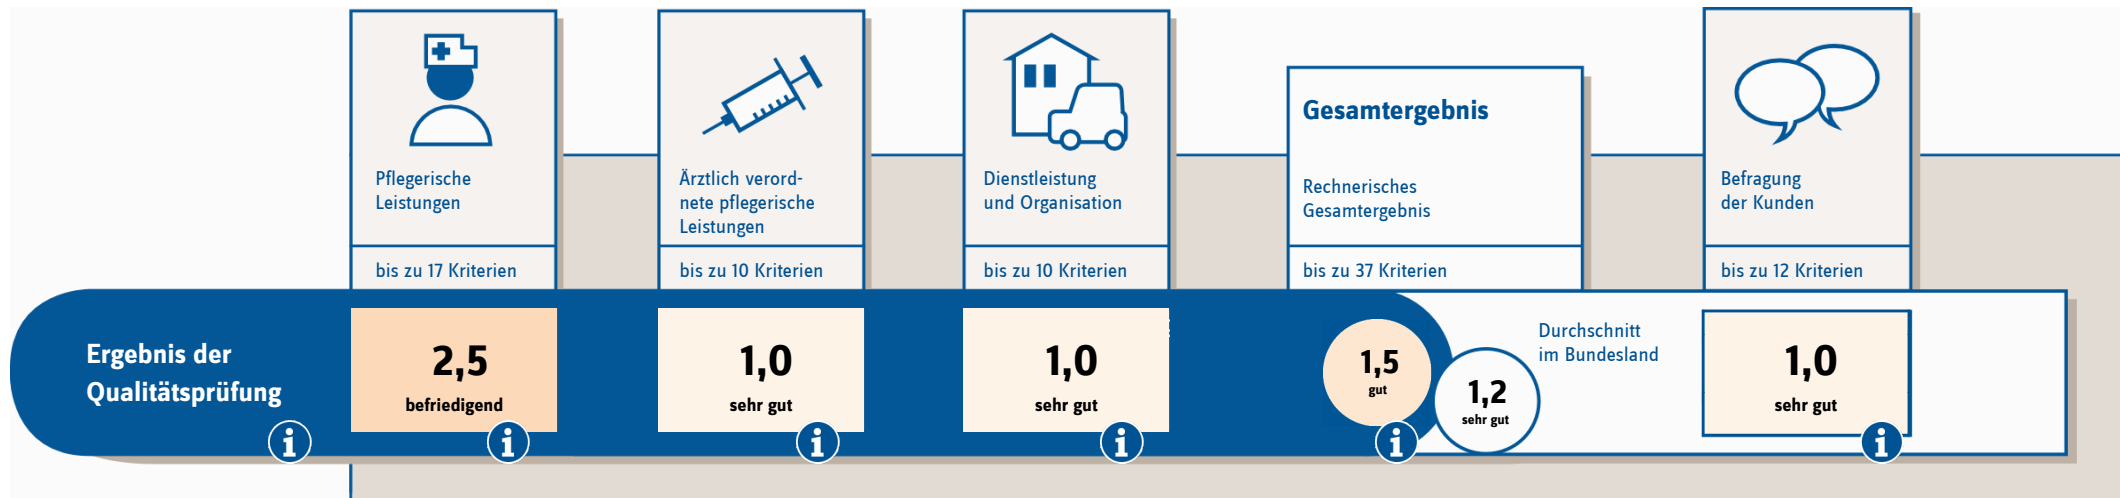 Pflegerische
Leistungen
bis zu 17 Kriterien
Ärztlich verord-
nete pflegerische
Leistungen
bis zu 10 Kriterien
Dienstleistung
und Organisation
bis zu 10 Kriterien
Gesamtergebnis
Rechnerisches
Gesamtergebnis
bis zu 37 Kriterien
Befragung
der Kunden
bis zu 12 Kriterien
Ergebnis der
Qualitätsprüfung
i
2,5
befriedigend
i
1,0
sehr gut
i
1,0
sehr gut
i
1,5
gut
i
1,2
sehr gut
Durchschnitt
im Bundesland
1,0
sehr gut
i